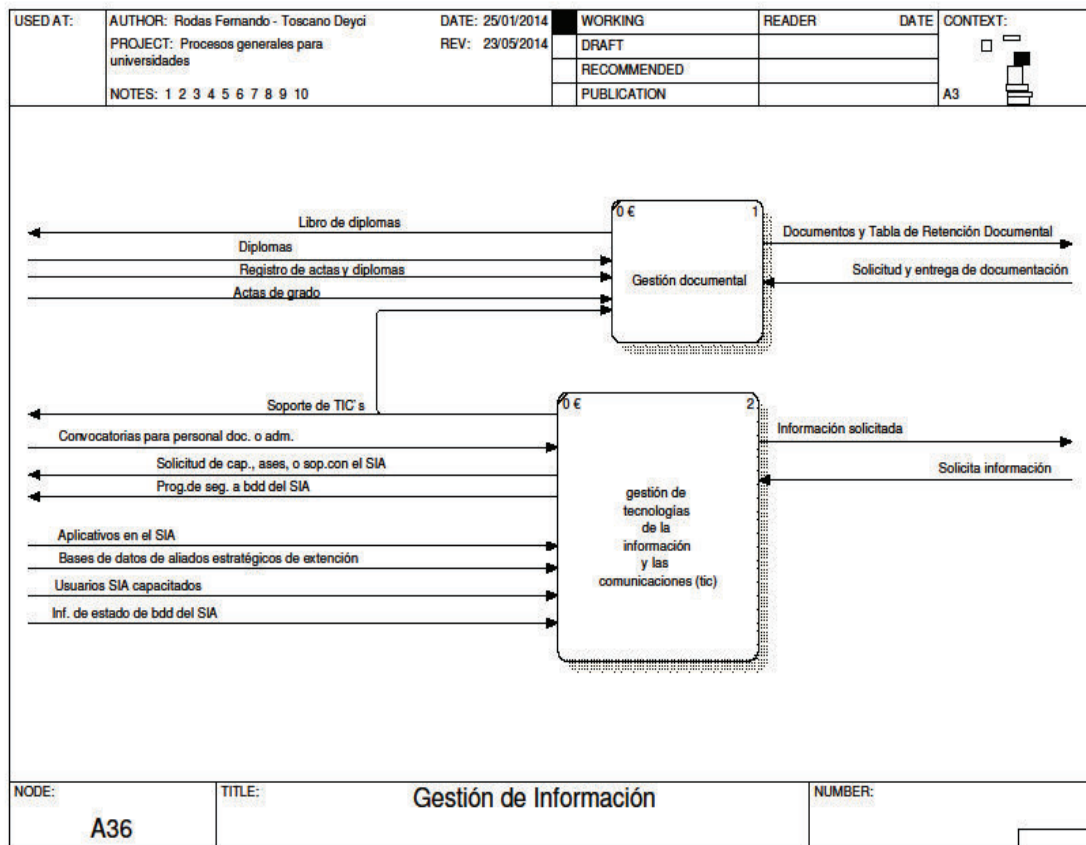 USED AT:
AUTHOR: Rodas Fernando - Toscano Deyci
DATE: 25/01/2014
WORKING
READER
DATE
CONTEXT:
PROJECT: Procesos generales para
universidades
REV: 23/05/2014
DRAFT
RECOMMENDED
NOTES: 1 2 3 4 5 6 7 8 9 10
PUBLICATION
A3
Libro de diplomas
0 €
1
Documentos y Tabla de Retención Documental
Diplomas
Registro de actas y diplomas
Solicitud y entrega de documentación
Gestión documental
Actas de grado
Soporte de TIC´s
0 €
2
Información solicitada
Convocatorias para personal doc. o adm.
Solicitud de cap., ases, o sop.con el SIA
Solicita información
Prog.de seg. a bdd del SIA
gestión de
tecnologías
de la
información
y las
comunicaciones (tic)
Aplicativos en el SIA
Bases de datos de aliados estratégicos de extención
Usuarios SIA capacitados
Inf. de estado de bdd del SIA
NODE:
TITLE:
NUMBER:
Gestión de Información
A36